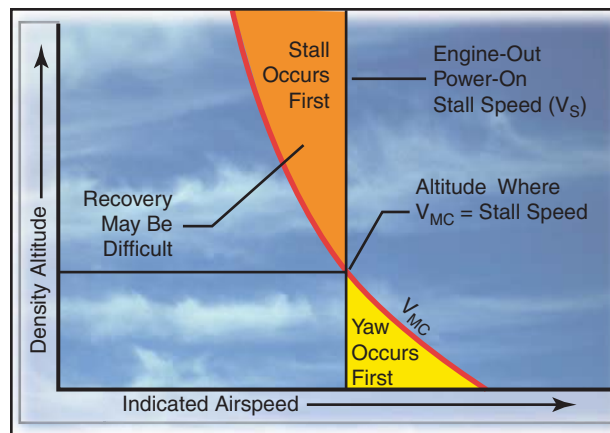 Stall
Occurs
First
Engine-Out
Power-On
Stall Speed (VS)
Recovery
May Be
Difficult
Altitude Where
VMC = Stall Speed
VMC
Yaw
Occurs
First
Density Altitude
Indicated Airspeed